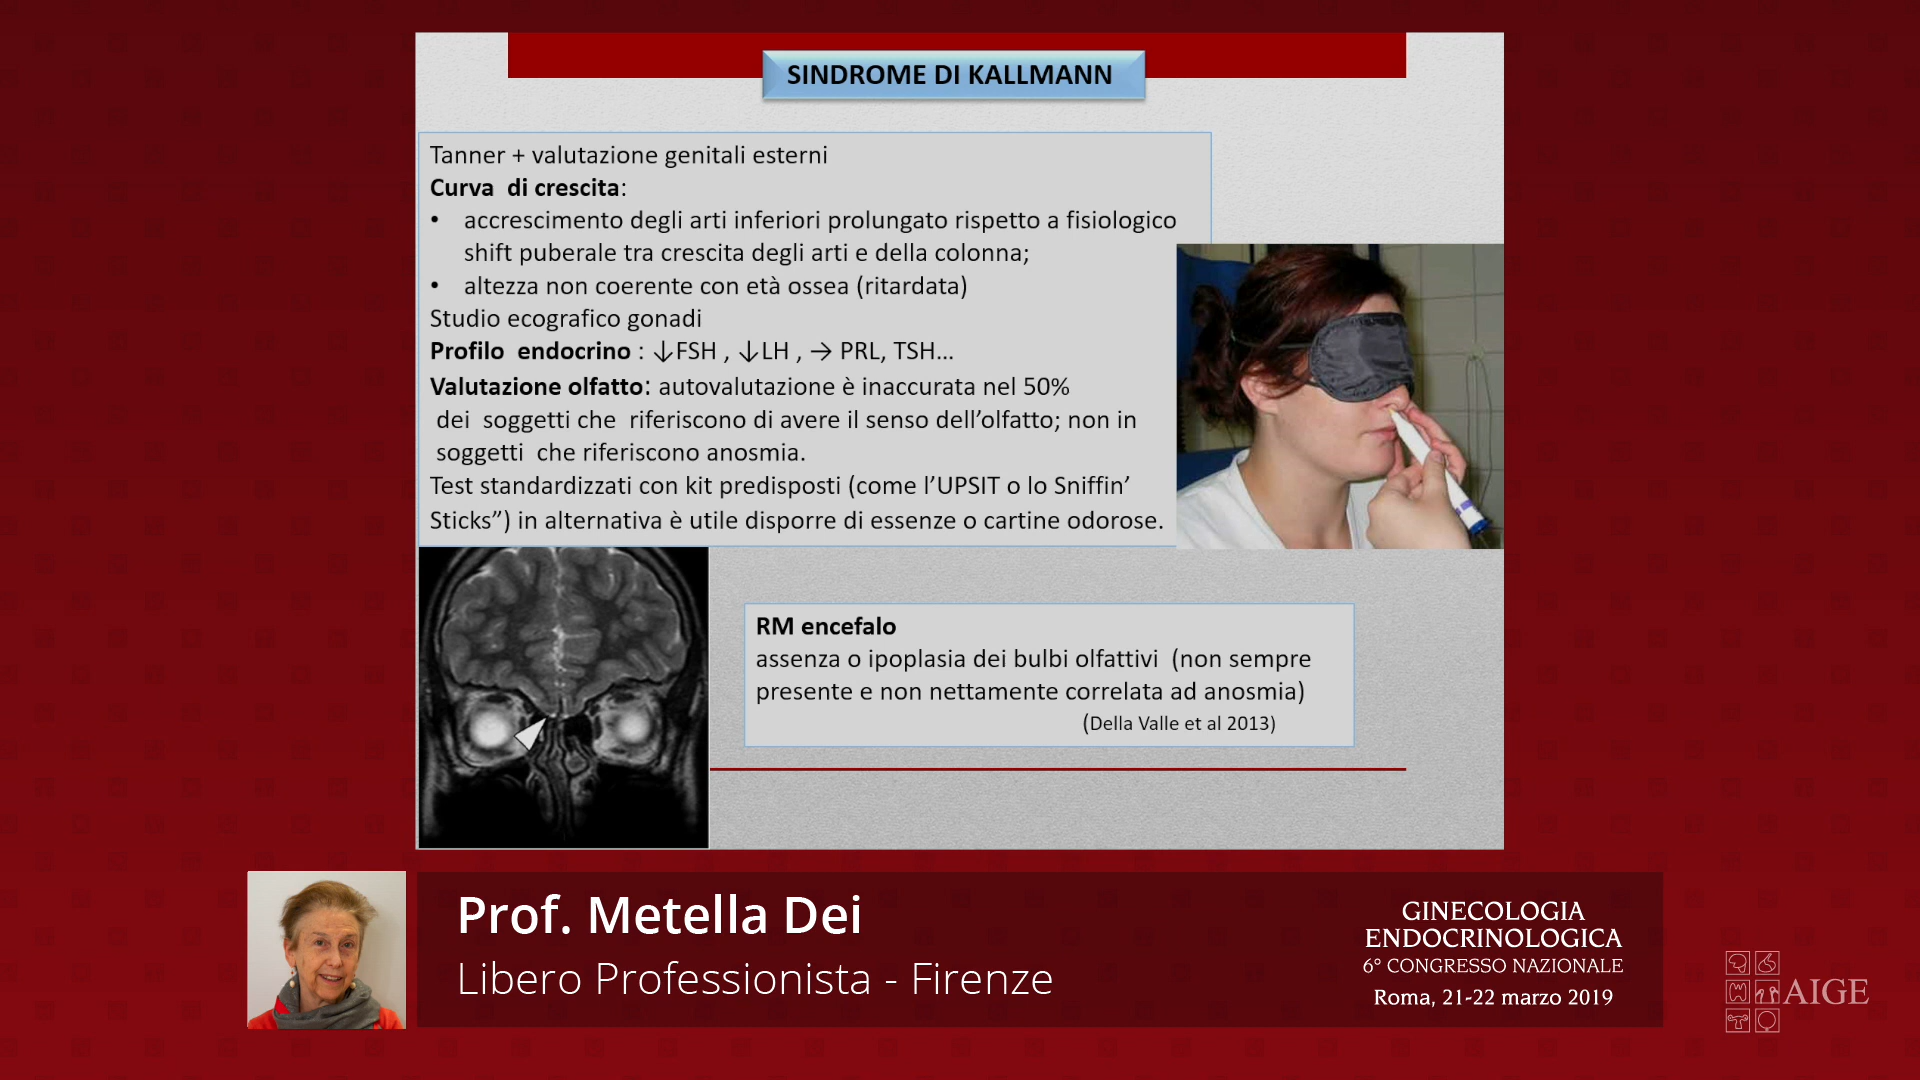 SINDROME DI KALLMANN
Tanner + valutazione genitali esterni
Curva di crescita:
• accrescimento degli arti inferiori prolungato rispetto a fisiologico
shift puberale tra crescita degli arti e della colonna;
• altezza non coerente con età ossea (ritardata)
Studio ecografico gonadi
Profilo endocrino : ↓FSH , ↓LH , → PRL, TSH...
Valutazione olfatto: autovalutazione è inaccurata nel 50%
dei soggetti che riferiscono di avere il senso dell’olfatto; non in
soggetti che riferiscono anosmia.
Test standardizzati con kit predisposti (come l’UPSIT o lo Sniffin’
Sticks”) in alternativa è utile disporre di essenze o cartine odorose.
RM encefalo
assenza o ipoplasia dei bulbi olfattivi (non sempre
presente e non nettamente correlata ad anosmia)
(Della Valle et al 2013)
Prof. Metella Dei
Libero Professionista - Firenze
GINECOLOGIA
ENDOCRINOLOGICA
6° CONGRESSO NAZIONALE
Roma, 21-22 marzo 2019
AIGE